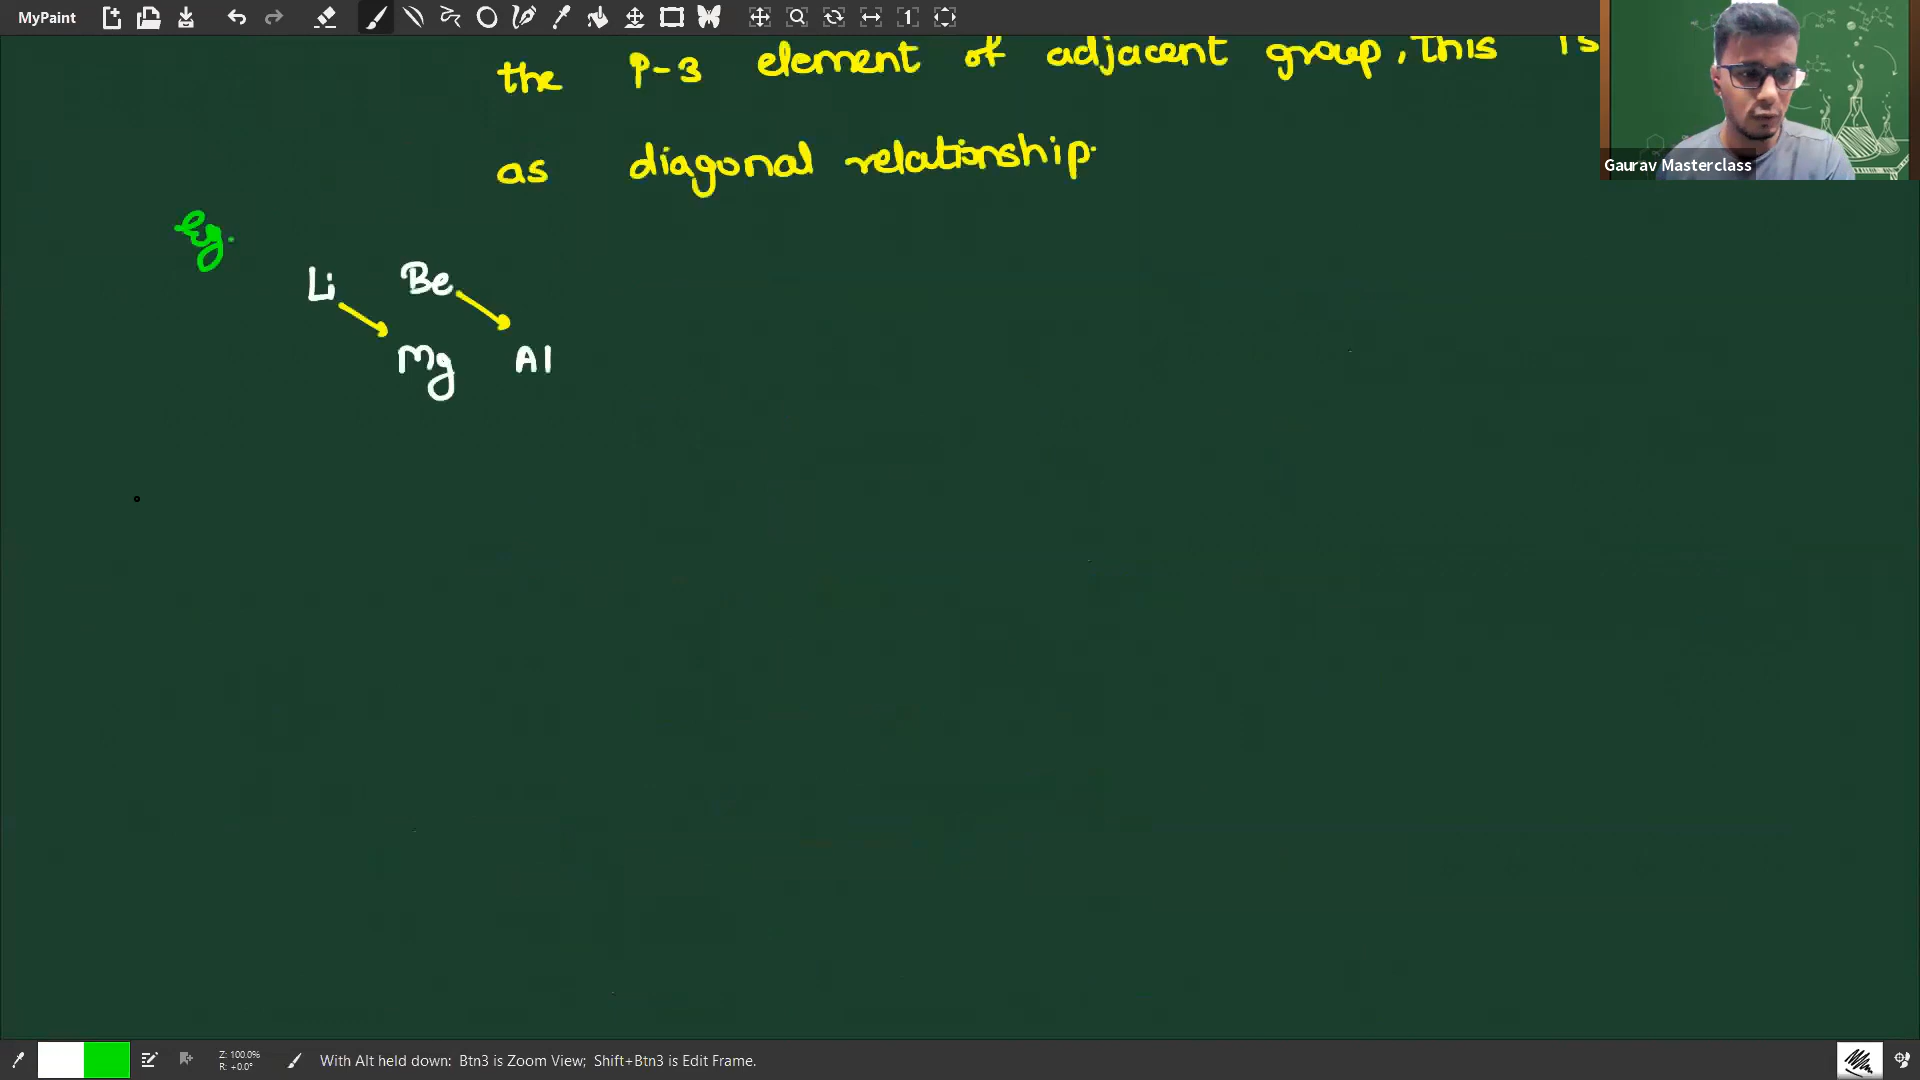 MyPaint
the P-3 element of adjacent group, this is
as diagonal relationship.
Gaurav Masterclass
Eg.
Li Be
Mg Al
Z: 100.0%
R: +0.0°
With Alt held down: Btn3 is Zoom View; Shift+Btn3 is Edit Frame.